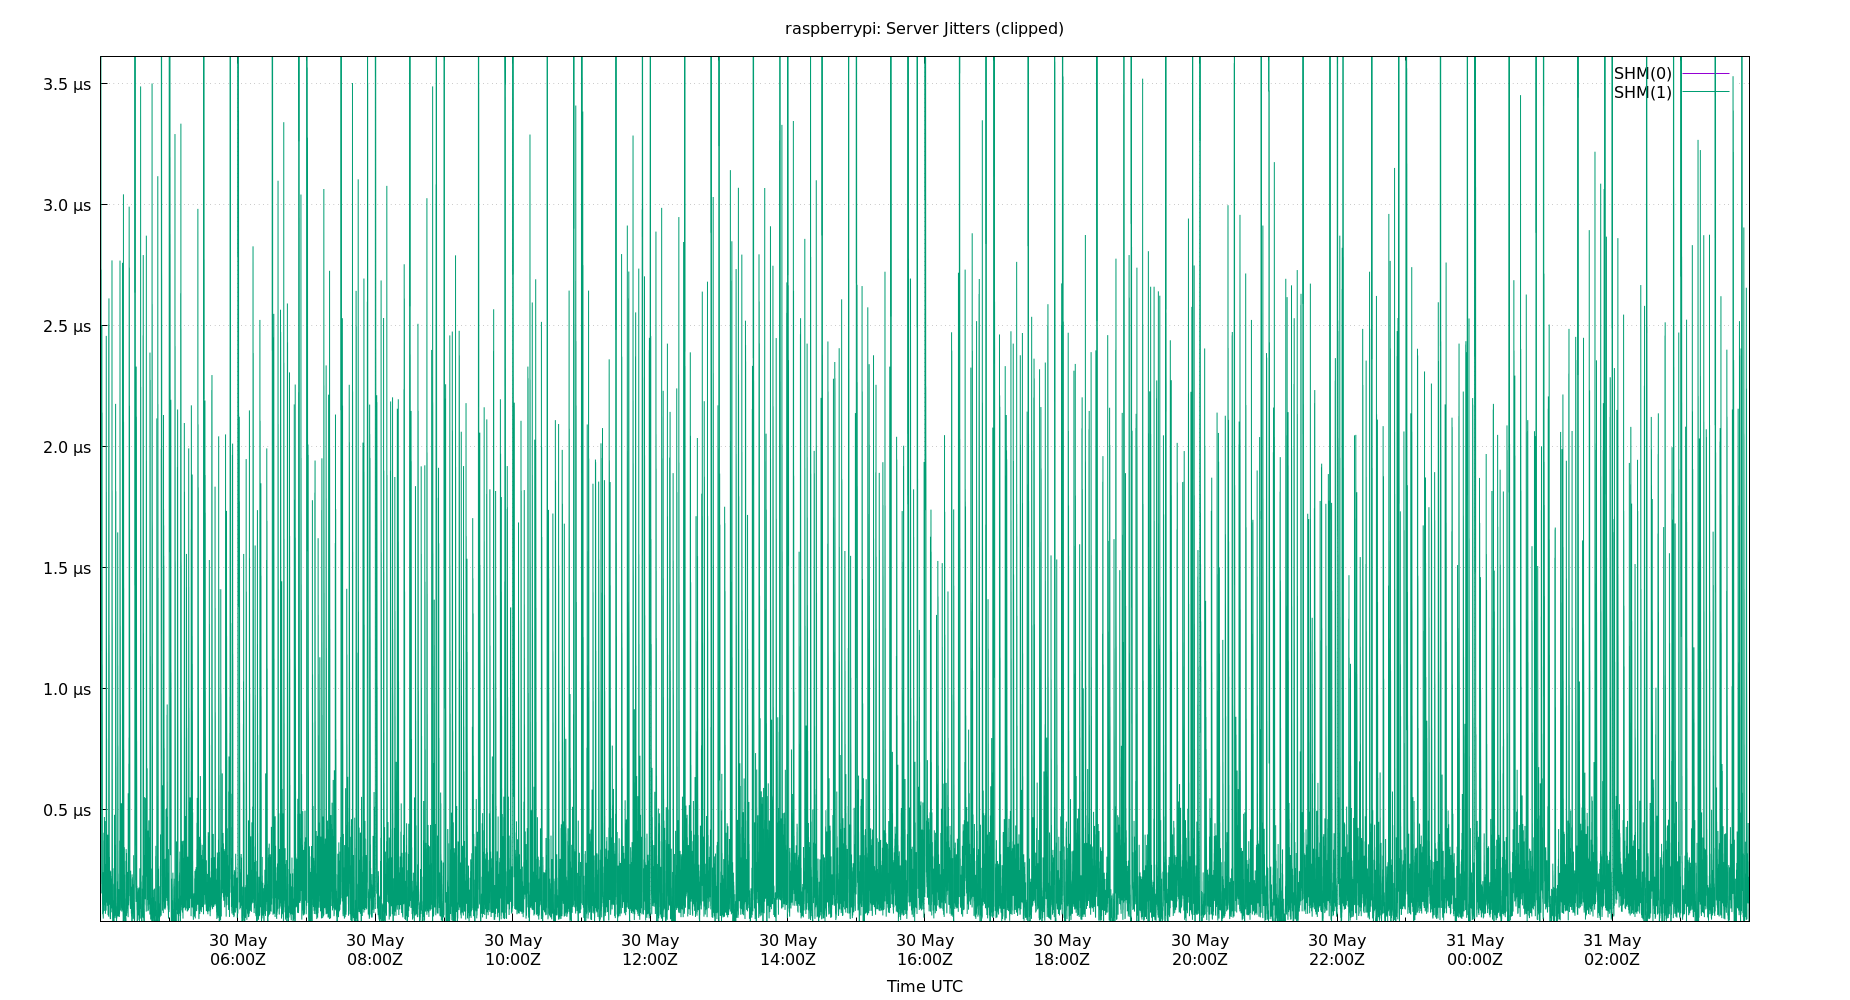 raspberrypi: Server Jitters (clipped)
SHM(0)
SHM(1)
3.5 µs
3.0 µs
2.5 µs
2.0 µs
1.5 µs
1.0 µs
0.5 µs
30 May 30 May 30 May 30 May 30 May 30 May 30 May 30 May 30 May 31 May 31 May
06:00Z 08:00Z 10:00Z 12:00Z 14:00Z 16:00Z 18:00Z 20:00Z 22:00Z 00:00Z 02:00Z
Time UTC